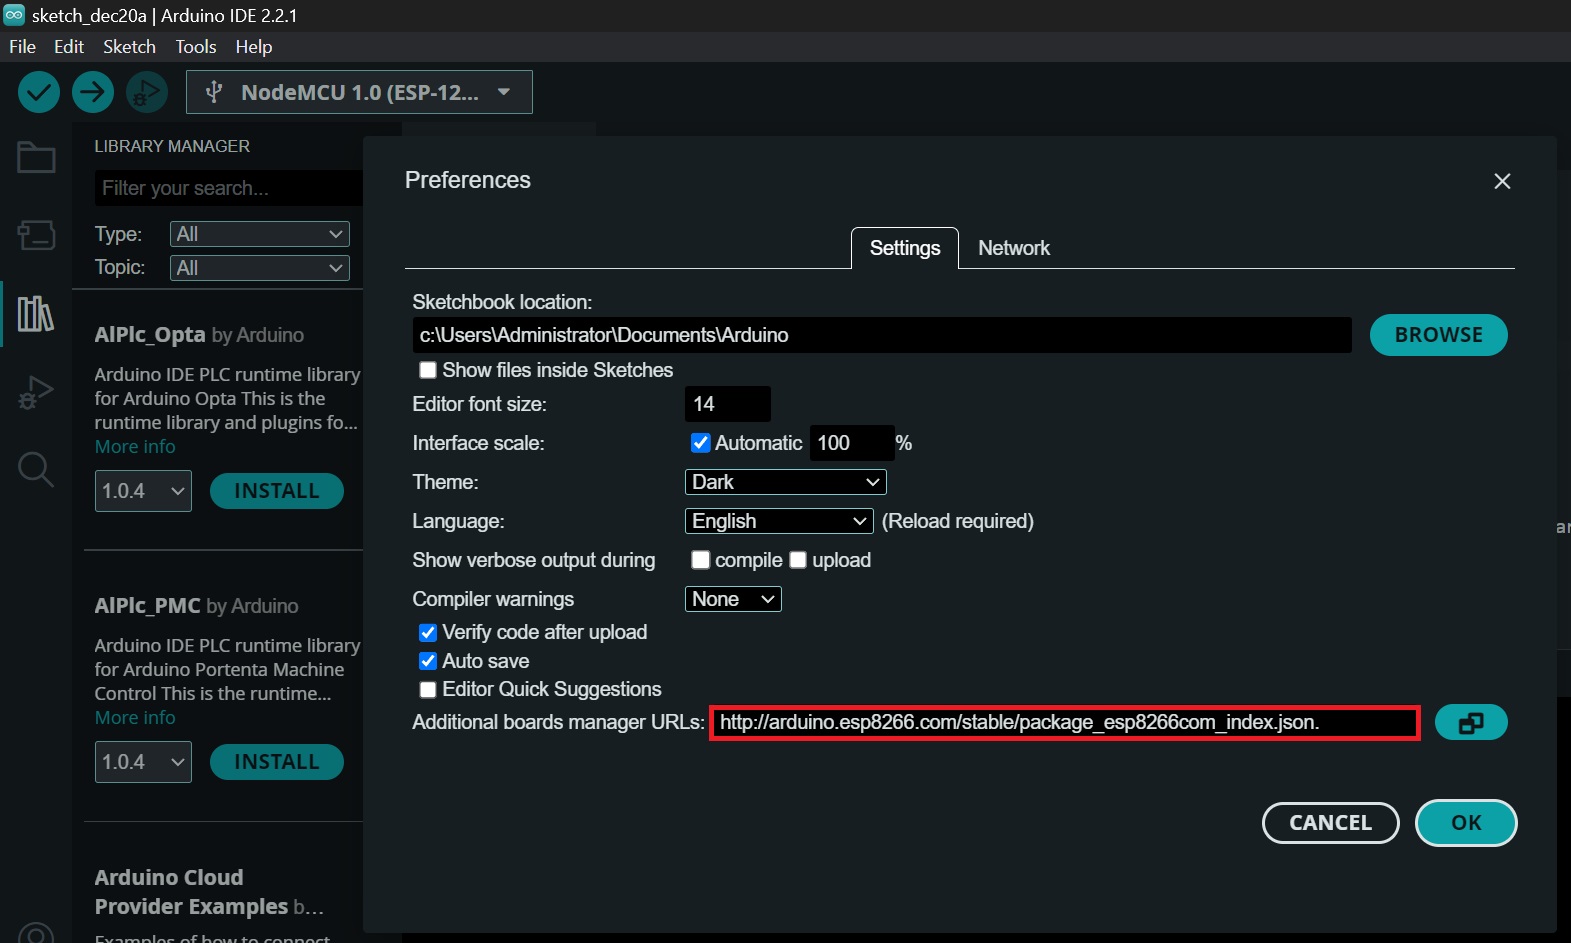 sketch_dec20a | Arduino IDE 2.2.1
File Edit Sketch Tools Help
NodeMCU 1.0 (ESP-12...
LIBRARY MANAGER
Filter your search...
Type: All
Topic: All
AIPlc_Opta by Arduino
Arduino IDE PLC runtime library
for Arduino Opta This is the
runtime library and plugins fo...
More info
1.0.4 INSTALL
AIPlc_PMC by Arduino
Arduino IDE PLC runtime library
for Arduino Portenta Machine
Control This is the runtime...
More info
1.0.4 INSTALL
Arduino Cloud
Provider Examples b...
Examples of how to connect
Preferences
Settings Network
Sketchbook location:
c:\Users\Administrator\Documents\Arduino BROWSE
Show files inside Sketches
Editor font size: 14
Interface scale: Automatic 100 %
Theme: Dark
Language: English (Reload required)
Show verbose output during compile upload
Compiler warnings None
Verify code after upload
Auto save
Editor Quick Suggestions
Additional boards manager URLs: http://arduino.esp8266.com/stable/package_esp8266com_index.json.
CANCEL OK